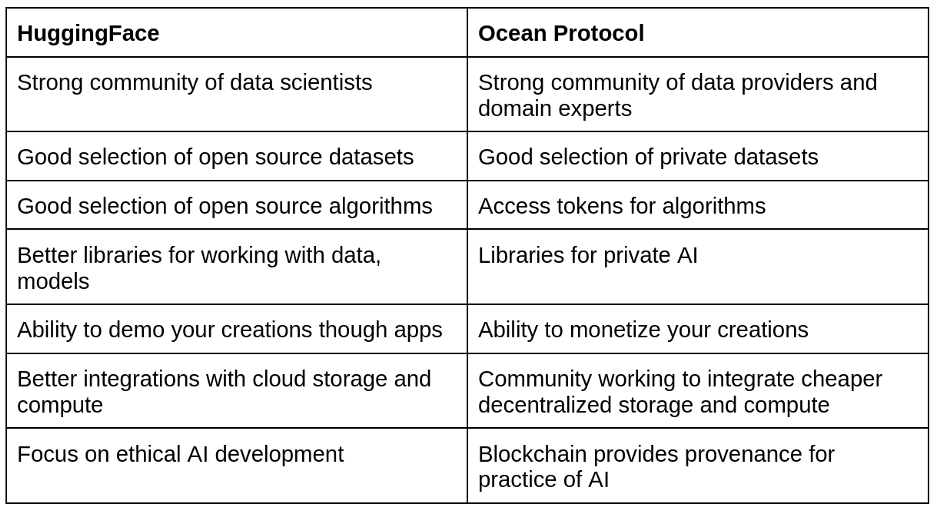 HuggingFace
Ocean Protocol
Strong community of data scientists
Strong community of data providers and
domain experts
Good selection of open source datasets
Good selection of private datasets
Good selection of open source algorithms
Access tokens for algorithms
Better libraries for working with data,
models
Libraries for private AI
Ability to demo your creations though apps
Ability to monetize your creations
Better integrations with cloud storage and
compute
Community working to integrate cheaper
decentralized storage and compute
Focus on ethical AI development
Blockchain provides provenance for
practice of AI